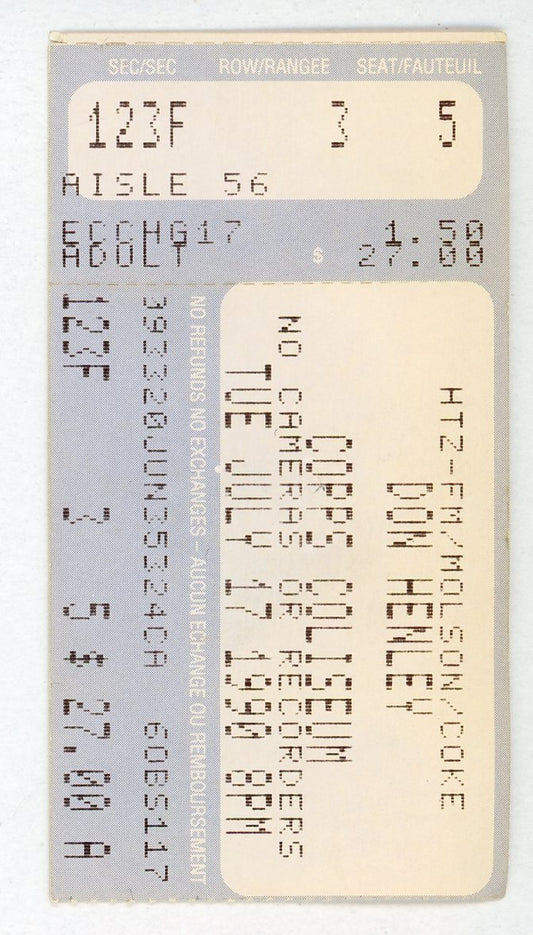 SEC/SEC ROW/RANGEE SEAT/FAUTEUIL
123F 3 5
AISLE 56
ECCHG17 1.50
ADULT $ 27.00
HTZ-FM/MOLSON/COKE
DON HENLEY
COPPS COLISEUM
NO CAMERAS OR RECORDERS
TUE JULY 17 1990 8PM
NO REFUNDS NO EXCHANGES – AUCUN ECHANGE OU REMBOURSEMENT
393320JUN35324CA 60BS117
123F 3 5 $ 27.00 A